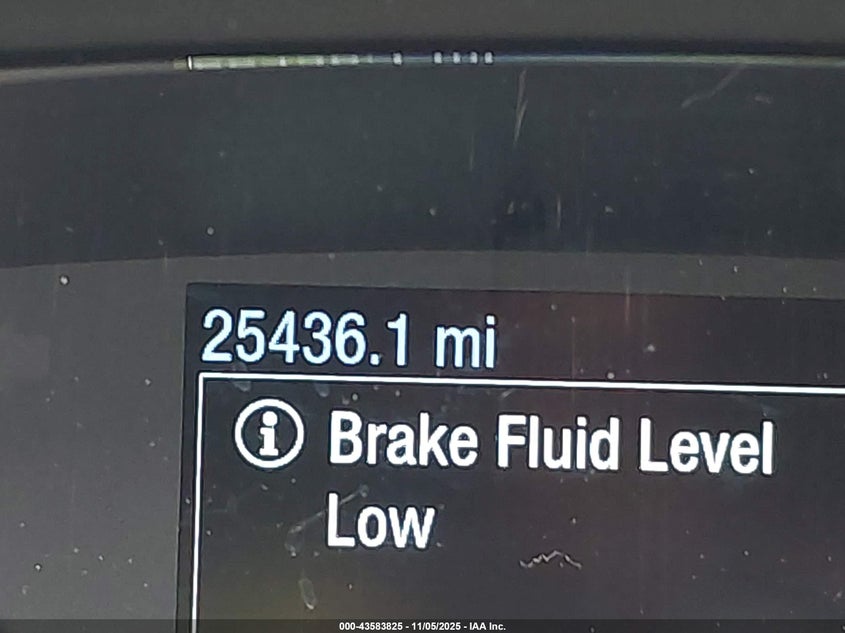 25436.1 mi
Brake Fluid Level
Low
000-43583825 - 11/05/2025 - IAA Inc.